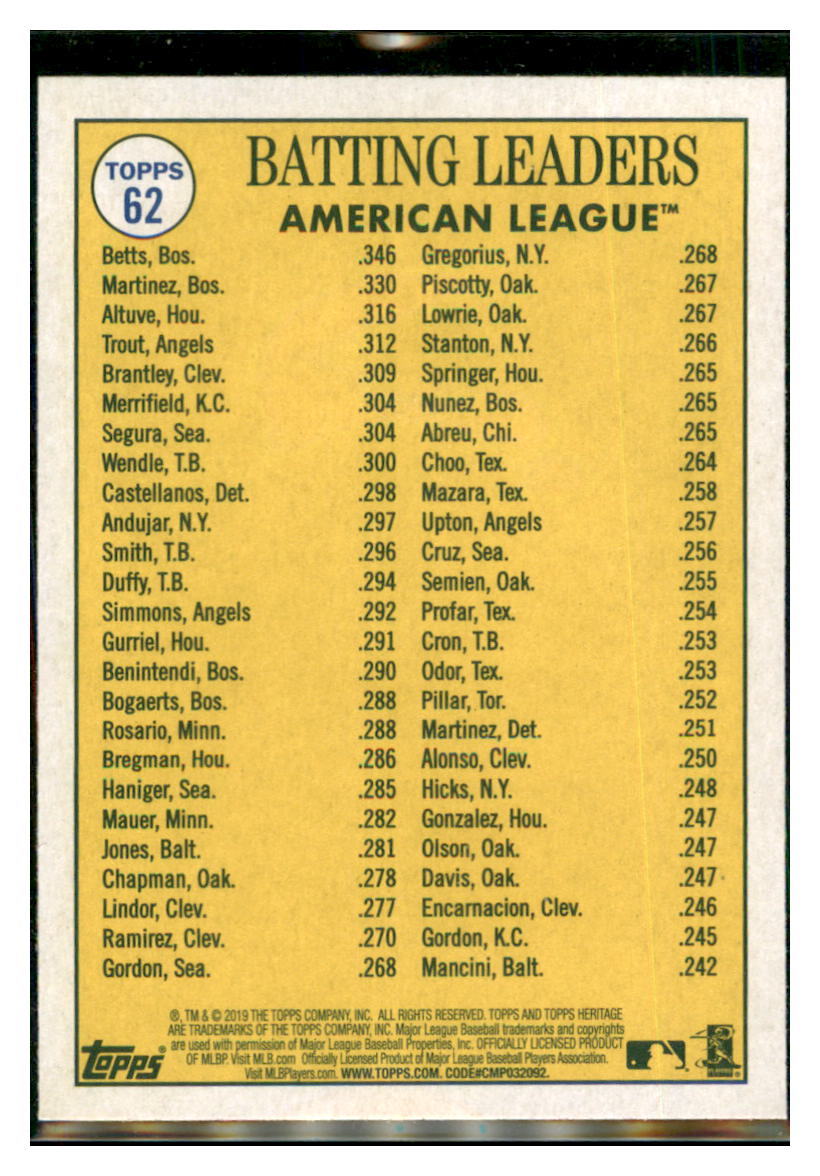 TOPPS
62
BATTING LEADERS
AMERICAN LEAGUE™
Betts, Bos. .346
Martinez, Bos. .330
Altuve, Hou. .316
Trout, Angels .312
Brantley, Clev. .309
Merrifield, K.C. .304
Segura, Sea. .304
Wendle, T.B. .300
Castellanos, Det. .298
Andujar, N.Y. .297
Smith, T.B. .296
Duffy, T.B. .294
Simmons, Angels .292
Gurriel, Hou. .291
Benintendi, Bos. .290
Bogaerts, Bos. .288
Rosario, Minn. .288
Bregman, Hou. .286
Haniger, Sea. .285
Mauer, Minn. .282
Jones, Balt. .281
Chapman, Oak. .278
Lindor, Clev. .277
Ramirez, Clev. .270
Gordon, Sea. .268
Gregorius, N.Y. .268
Piscotty, Oak. .267
Lowrie, Oak. .267
Stanton, N.Y. .266
Springer, Hou. .265
Nunez, Bos. .265
Abreu, Chi. .265
Choo, Tex. .264
Mazara, Tex. .258
Upton, Angels .257
Cruz, Sea. .256
Semien, Oak. .255
Profar, Tex. .254
Cron, T.B. .253
Odor, Tex. .253
Pillar, Tor. .252
Martinez, Det. .251
Alonso, Clev. .250
Hicks, N.Y. .248
Gonzalez, Hou. .247
Olson, Oak. .247
Davis, Oak. .247
Encarnacion, Clev. .246
Gordon, K.C. .245
Mancini, Balt. .242
®, TM & © 2019 THE TOPPS COMPANY, INC. ALL RIGHTS RESERVED. TOPPS AND TOPPS HERITAGE
ARE TRADEMARKS OF THE TOPPS COMPANY, INC. Major League Baseball trademarks and copyrights
are used with permission of Major League Baseball Properties, Inc. OFFICIALLY LICENSED PRODUCT
OF MLBP. Visit MLB.com Officially Licensed Product of Major League Baseball Players Association.
Visit MLBPlayers.com. WWW.TOPPS.COM. CODE#CMP032092.
topps®